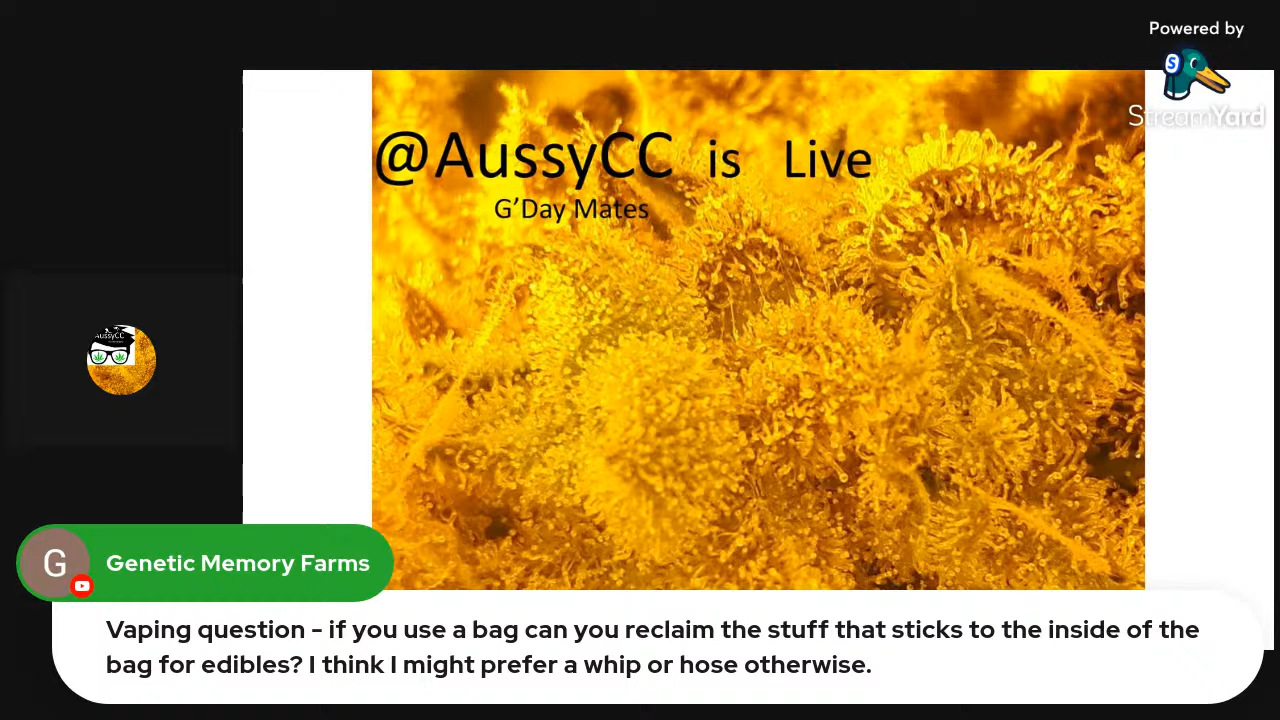 Powered by
S
StreamYard
@AussyCC is Live
G'Day Mates
AussyCC
G
Genetic Memory Farms
Vaping question - if you use a bag can you reclaim the stuff that sticks to the inside of the
bag for edibles? I think I might prefer a whip or hose otherwise.